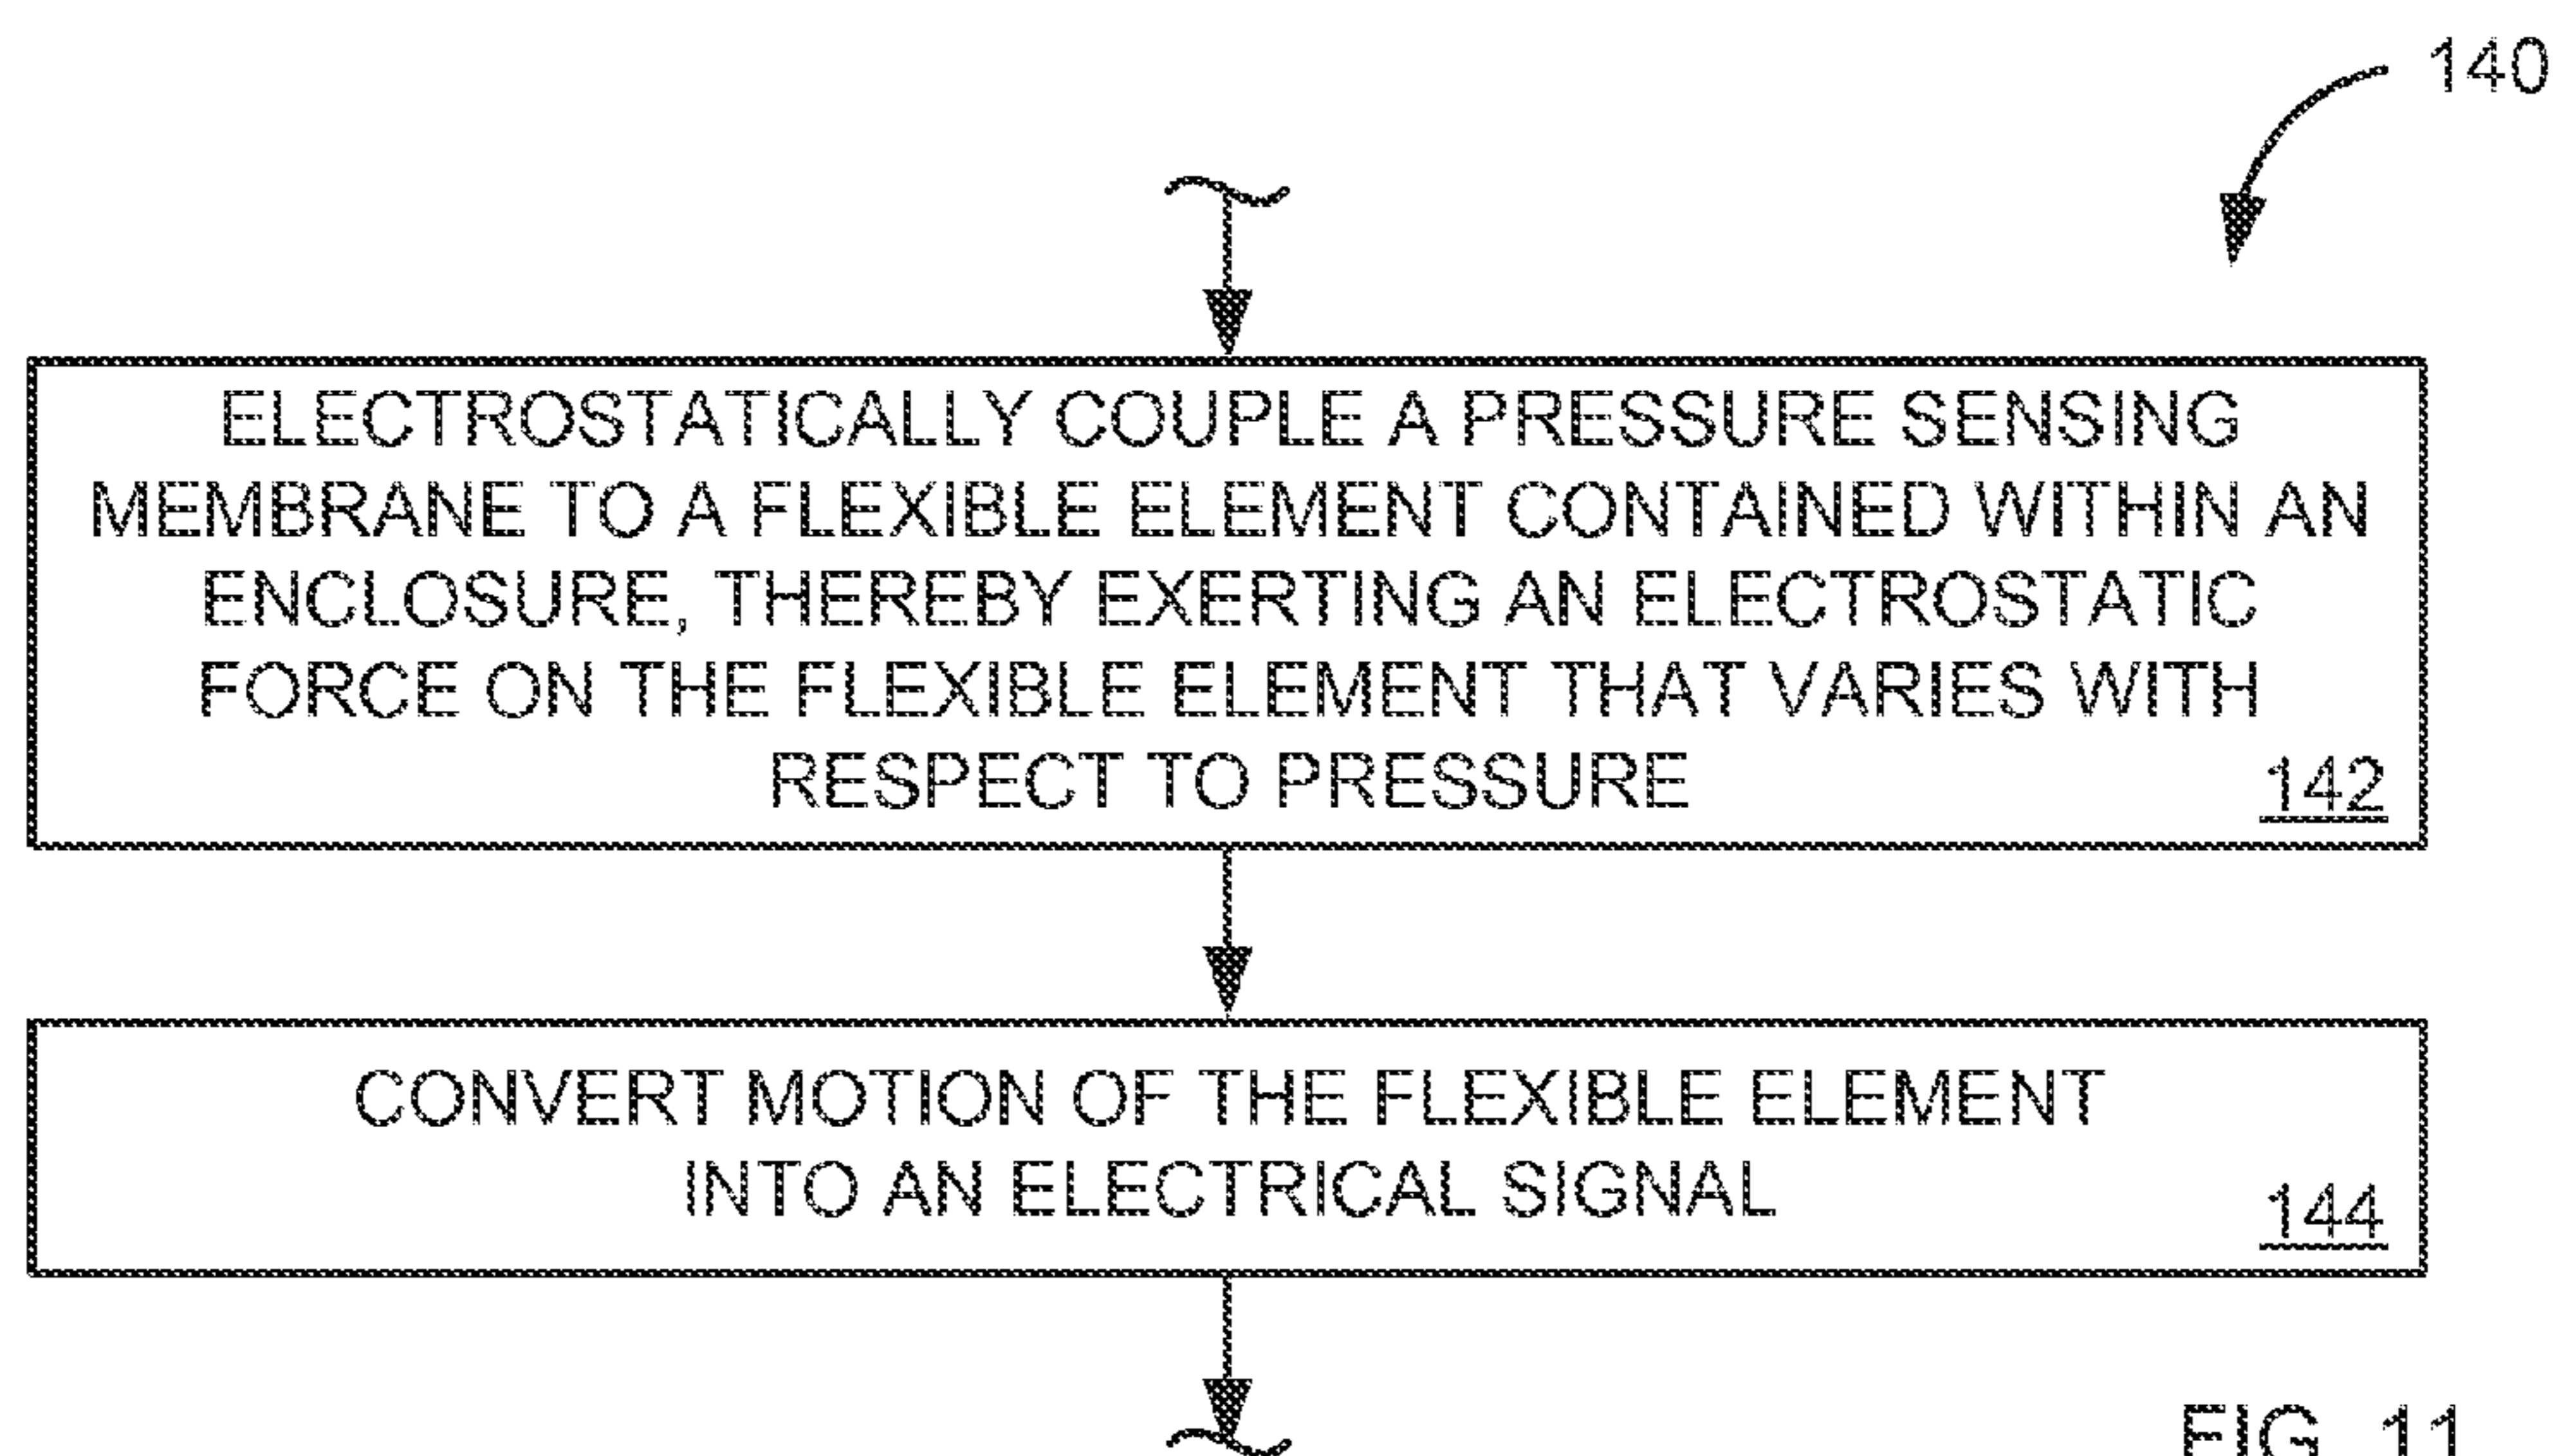 140
ELECTROSTATICALLY COUPLE A PRESSURE SENSING
MEMBRANE TO A FLEXIBLE ELEMENT CONTAINED WITHIN AN
ENCLOSURE, THEREBY EXERTING AN ELECTROSTATIC
FORCE ON THE FLEXIBLE ELEMENT THAT VARIES WITH
RESPECT TO PRESSURE
142
CONVERT MOTION OF THE FLEXIBLE ELEMENT
INTO AN ELECTRICAL SIGNAL
144
FIG. 11